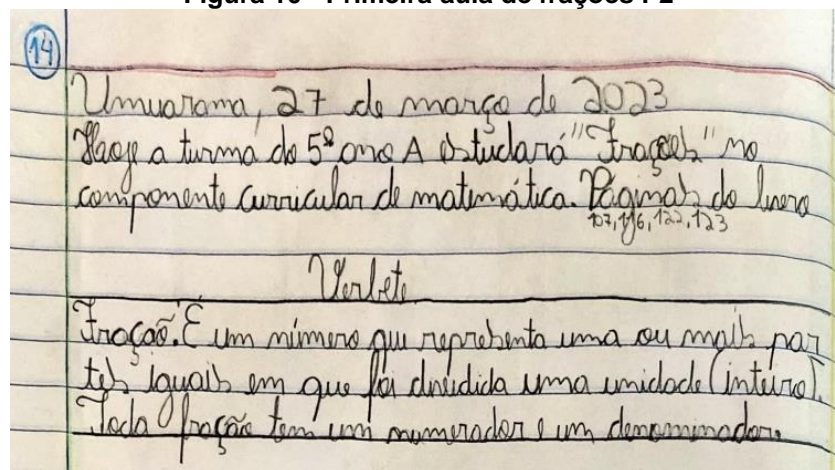 Figura 10 - Primeira aula de frações P2
14
Umuarama, 27 de março de 2023
Hoje a turma do 5º ano A estudará "Frações" no
componente curricular de matemática. Páginas do livro
107, 116, 122, 123
Verbete
Fração: É um número que representa uma ou mais par
tes iguais em que foi dividida uma unidade (inteiro).
Toda fração tem um numerador e um denominador.